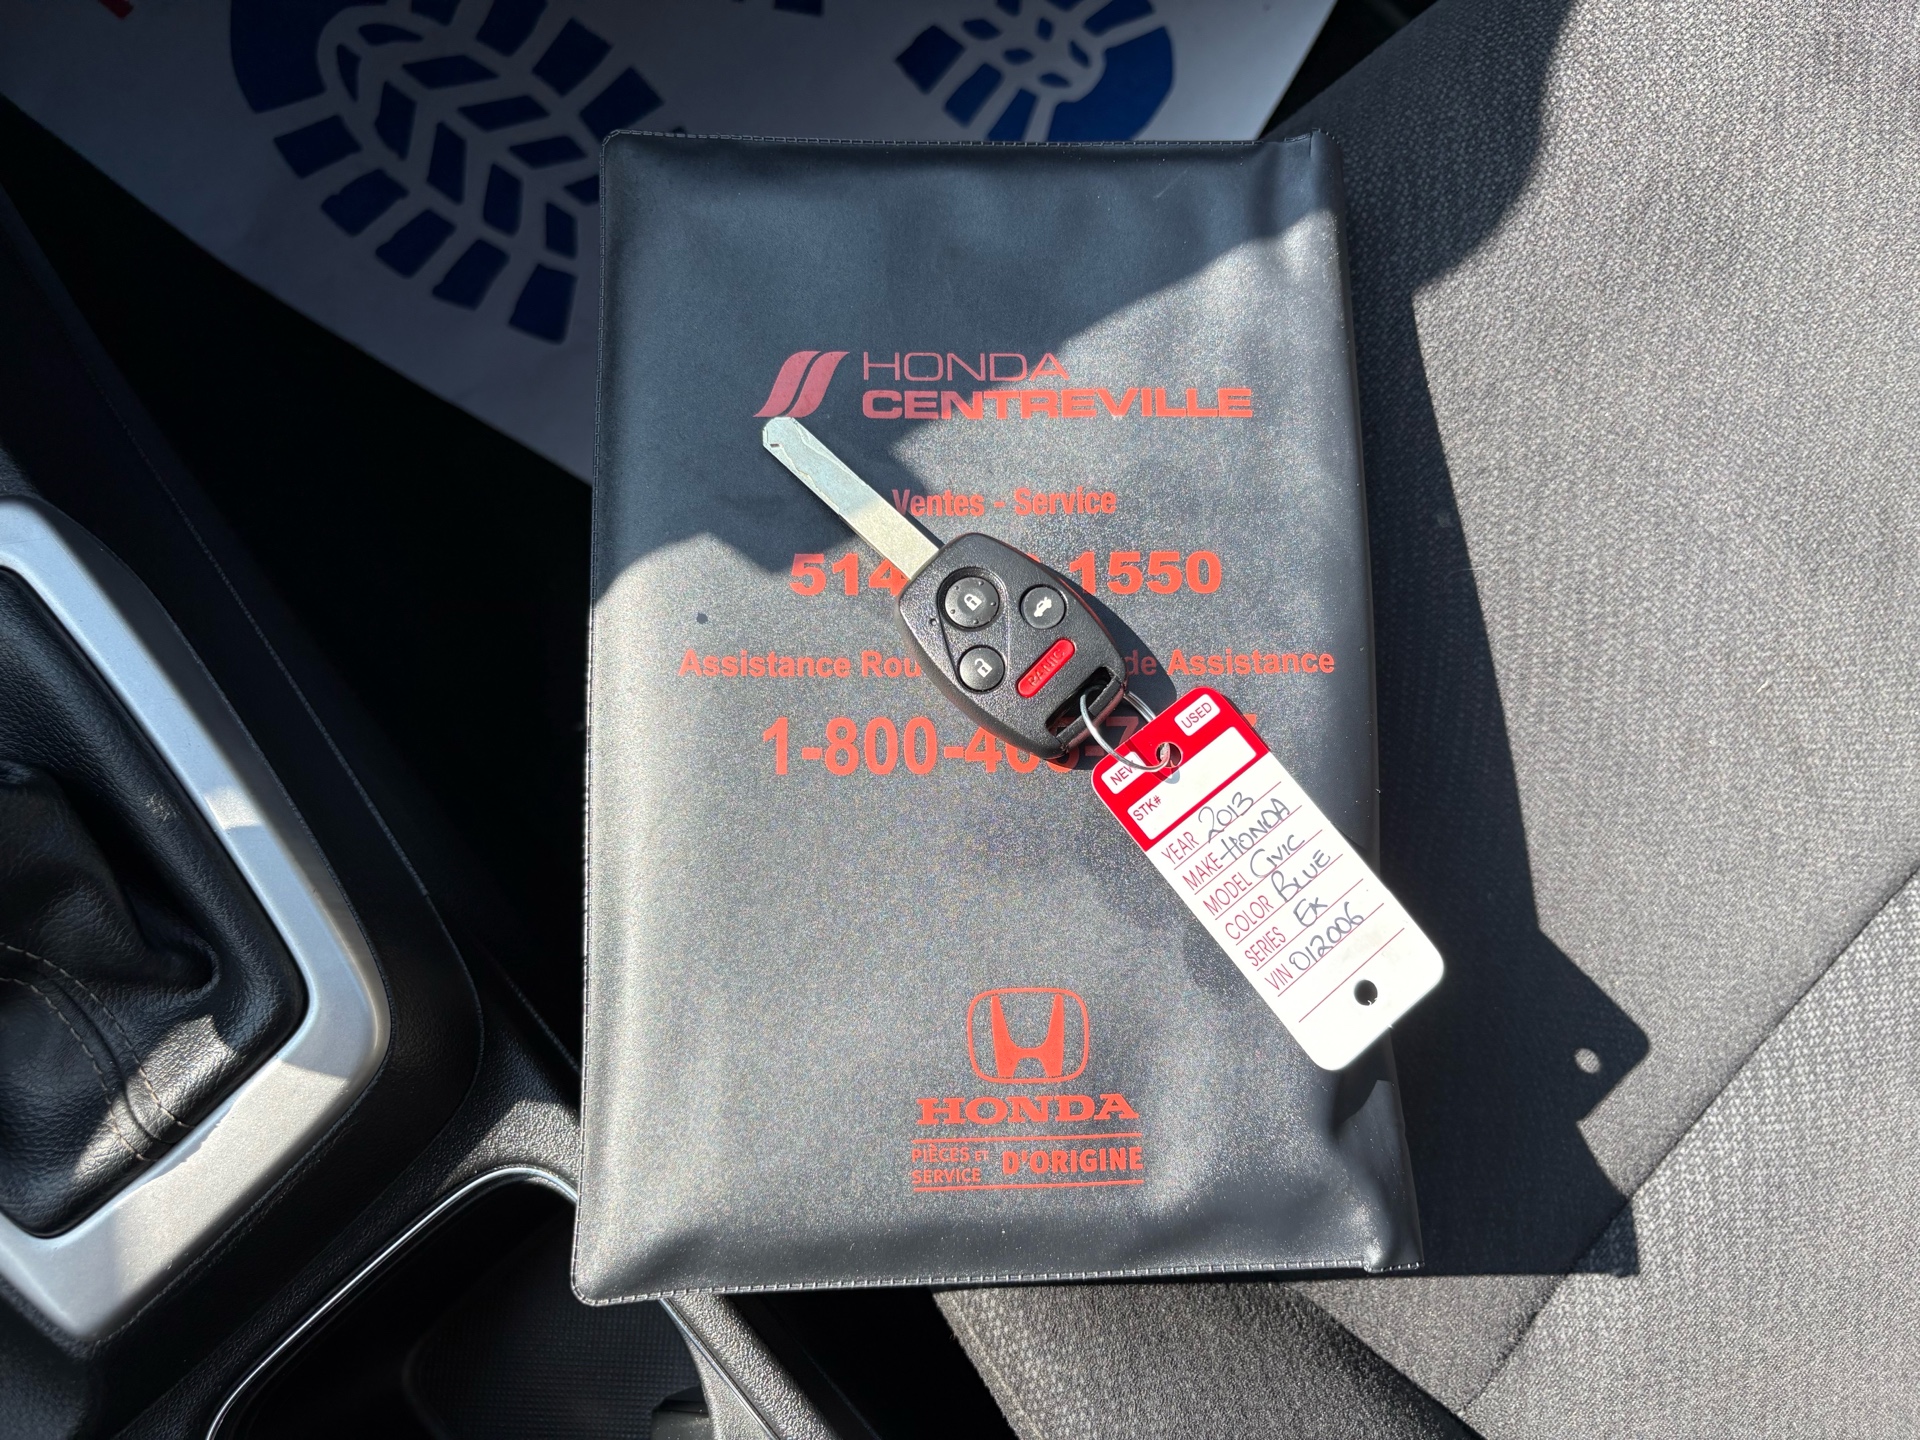 HONDA
CENTREVILLE
Ventes - Service
514 1550
Assistance de Assistance
1-800-
HONDA
PIÈCES ET
SERVICE
D'ORIGINE
PANIC
USED
NEW
STK#
YEAR 2013
MAKE HONDA
MODEL CIVIC
COLOR BLUE
SERIES EX
VIN 012006